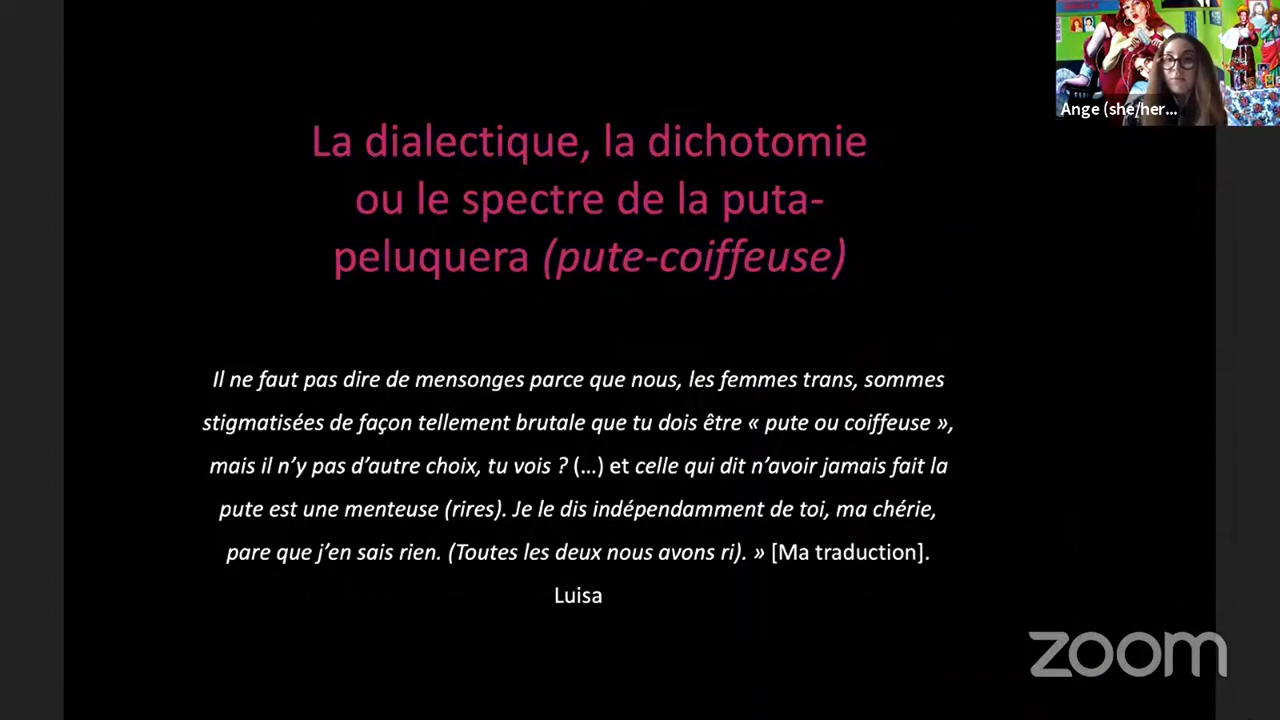 Ange (she/her...
La dialectique, la dichotomie
ou le spectre de la puta-
peluquera (pute-coiffeuse)
Il ne faut pas dire de mensonges parce que nous, les femmes trans, sommes
stigmatisées de façon tellement brutale que tu dois être « pute ou coiffeuse »,
mais il n’y pas d’autre choix, tu vois ? (…) et celle qui dit n’avoir jamais fait la
pute est une menteuse (rires). Je le dis indépendamment de toi, ma chérie,
pare que j’en sais rien. (Toutes les deux nous avons ri). » [Ma traduction].
Luisa
zoom